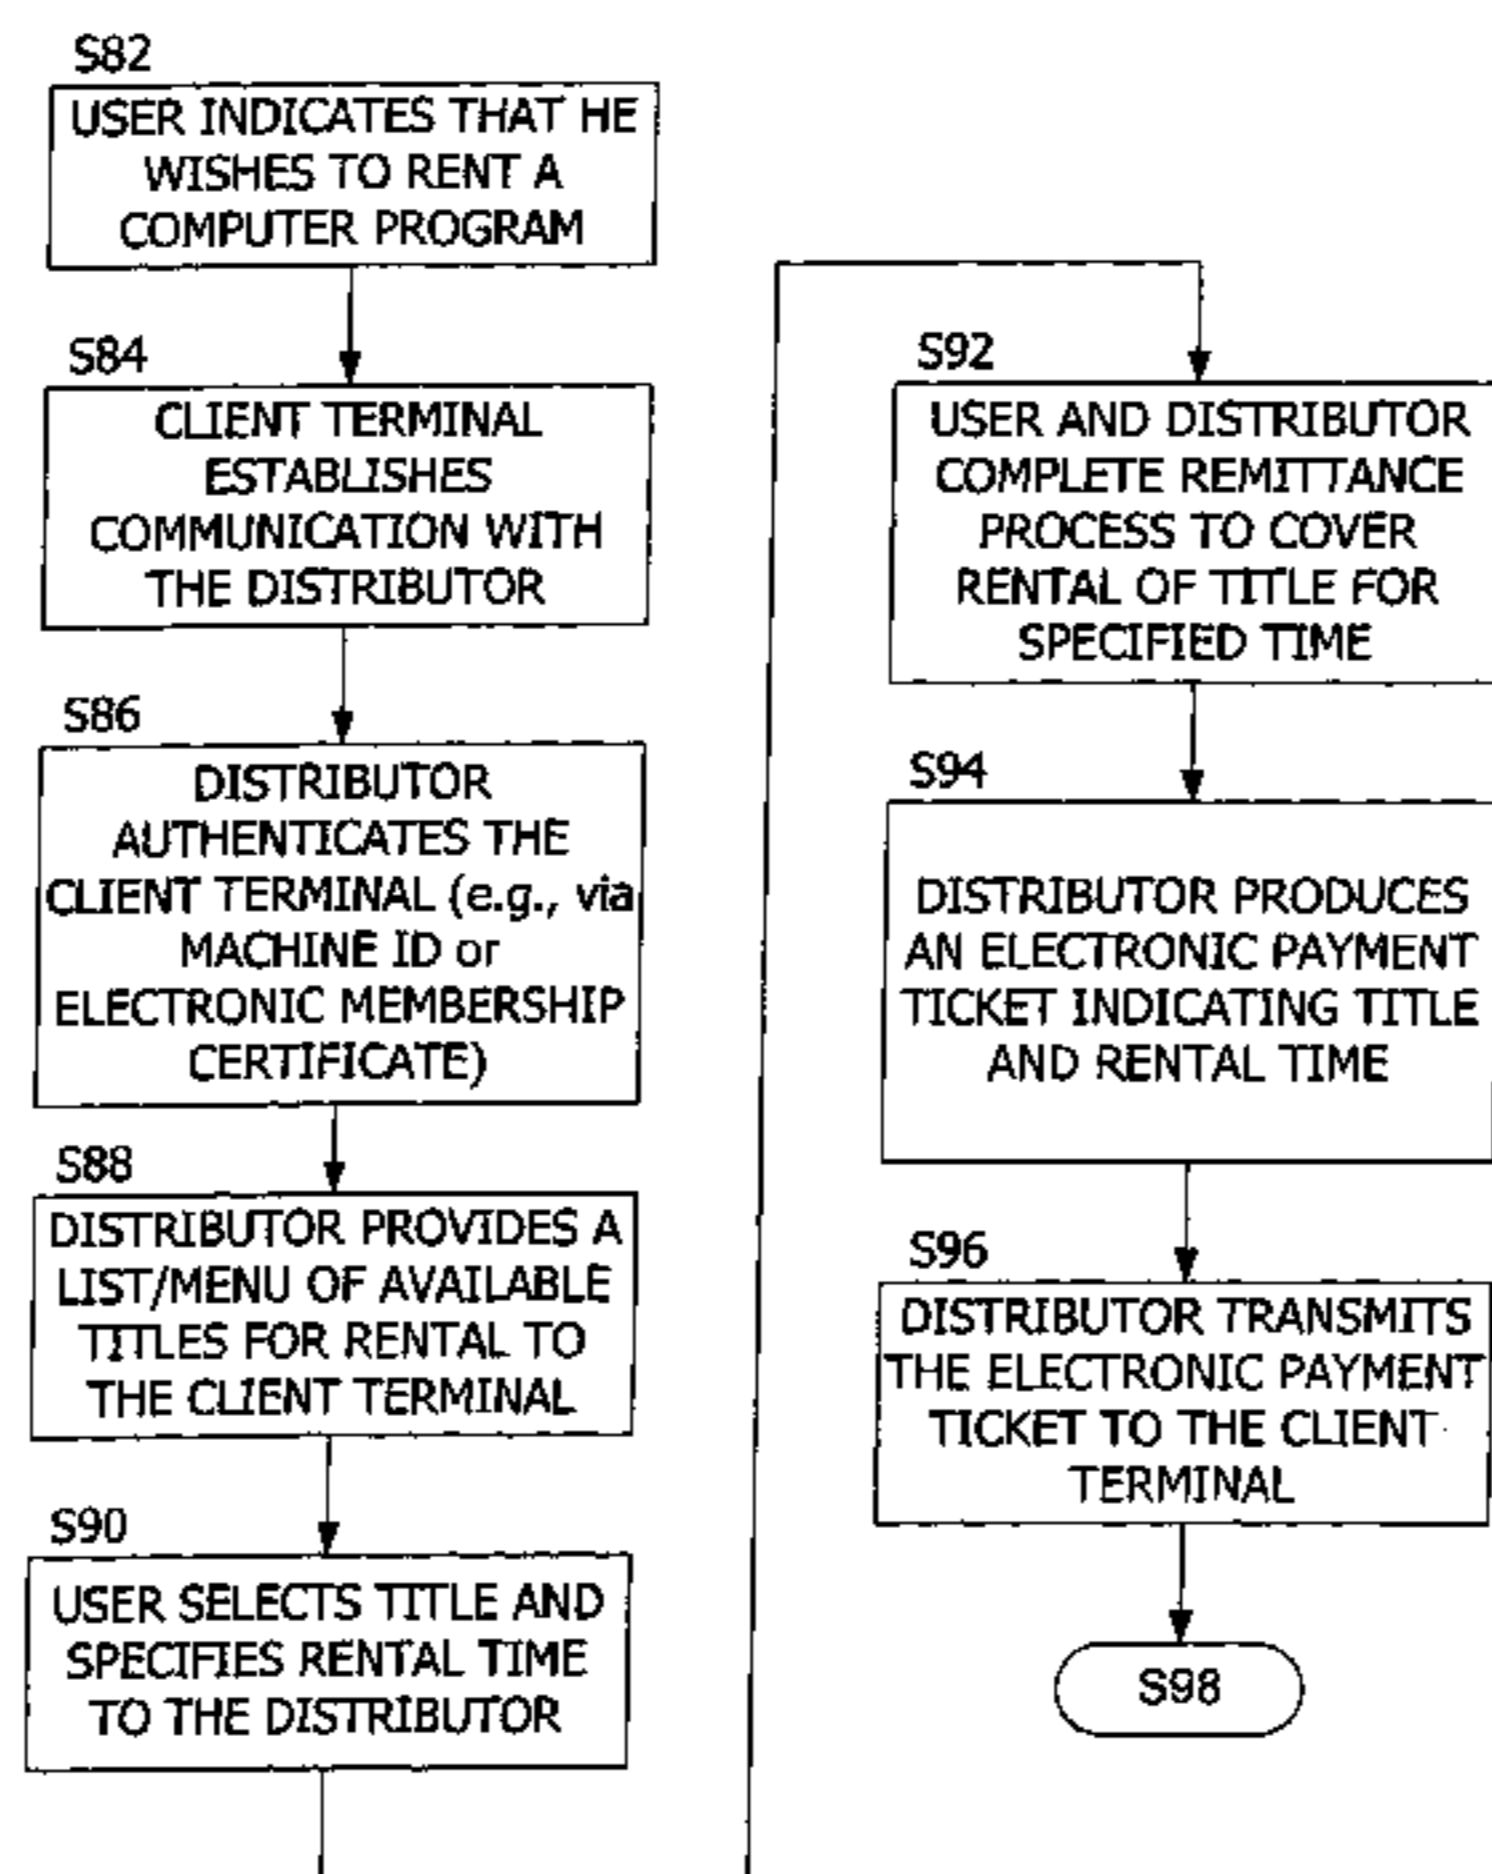 S82
USER INDICATES THAT HE
WISHES TO RENT A
COMPUTER PROGRAM
S84
CLIENT TERMINAL
ESTABLISHES
COMMUNICATION WITH
THE DISTRIBUTOR
S86
DISTRIBUTOR
AUTHENTICATES THE
CLIENT TERMINAL (e.g., via
MACHINE ID or
ELECTRONIC MEMBERSHIP
CERTIFICATE)
S88
DISTRIBUTOR PROVIDES A
LIST/MENU OF AVAILABLE
TITLES FOR RENTAL TO
THE CLIENT TERMINAL
S90
USER SELECTS TITLE AND
SPECIFIES RENTAL TIME
TO THE DISTRIBUTOR
S92
USER AND DISTRIBUTOR
COMPLETE REMITTANCE
PROCESS TO COVER
RENTAL OF TITLE FOR
SPECIFIED TIME
S94
DISTRIBUTOR PRODUCES
AN ELECTRONIC PAYMENT
TICKET INDICATING TITLE
AND RENTAL TIME
S96
DISTRIBUTOR TRANSMITS
THE ELECTRONIC PAYMENT
TICKET TO THE CLIENT
TERMINAL
S98